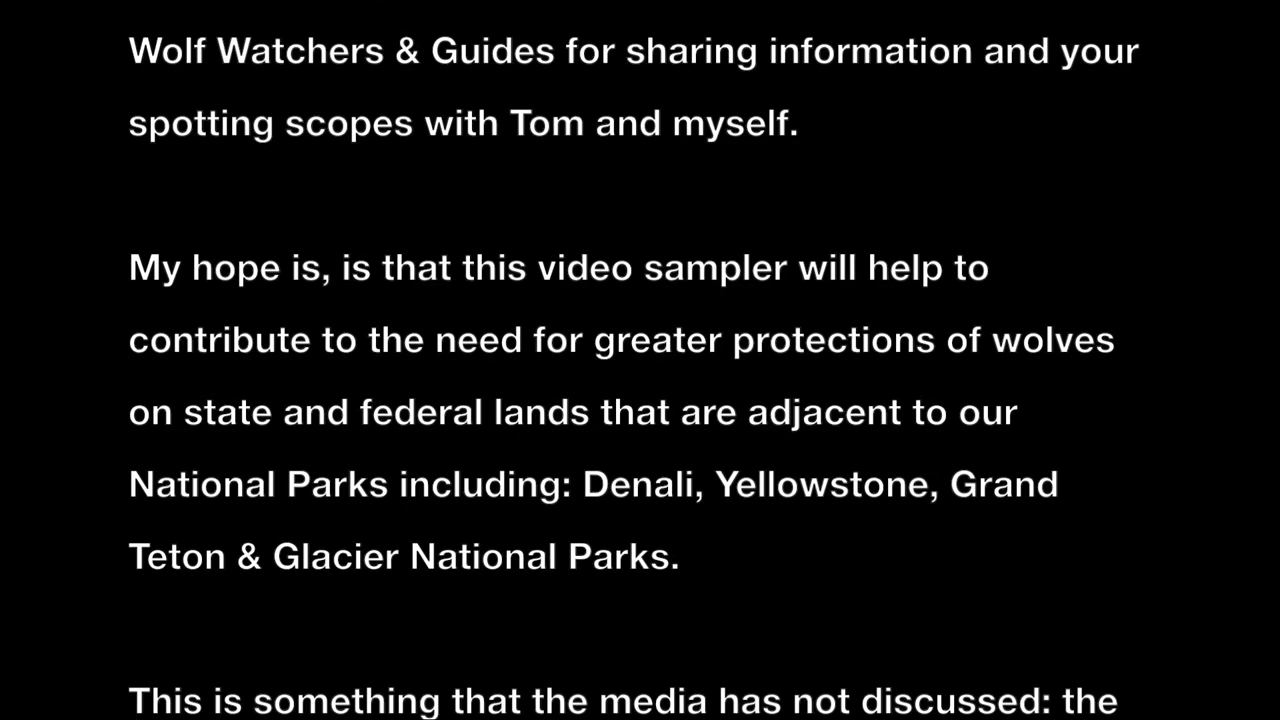 Wolf Watchers & Guides for sharing information and your
spotting scopes with Tom and myself.
My hope is, is that this video sampler will help to
contribute to the need for greater protections of wolves
on state and federal lands that are adjacent to our
National Parks including: Denali, Yellowstone, Grand
Teton & Glacier National Parks.
This is something that the media has not discussed: the